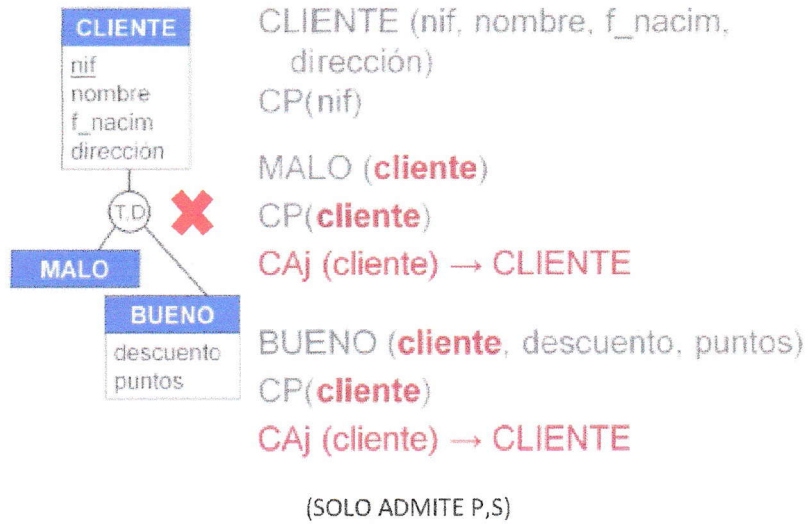 CLIENTE
nif
nombre
f_nacim
dirección
T,D
MALO
BUENO
descuento
puntos
CLIENTE (nif, nombre, f_nacim,
dirección)
CP(nif)
MALO (cliente)
CP(cliente)
CAj (cliente) → CLIENTE
BUENO (cliente, descuento, puntos)
CP(cliente)
CAj (cliente) → CLIENTE
(SOLO ADMITE P,S)